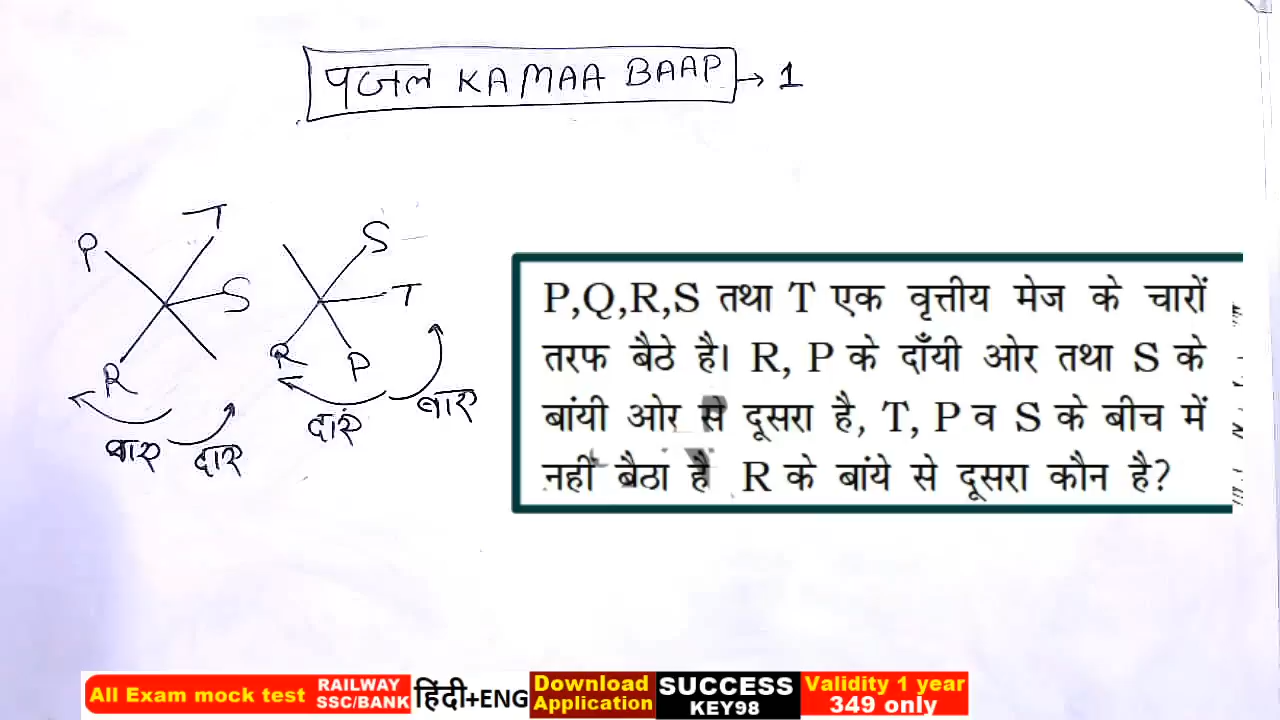 पजल KAMAA BAAP → 1
P T S R
बाए दाए
S T P R
दाएं बाए
P,Q,R,S तथा T एक वृत्तीय मेज के चारों
तरफ बैठे है। R, P के दाँयी ओर तथा S के
बांयी ओर से दूसरा है, T, P व S के बीच में
नहीं बैठा है R के बांये से दूसरा कौन है?
All Exam mock test RAILWAY SSC/BANK हिंदी+ENG Download Application SUCCESS KEY98 Validity 1 year 349 only